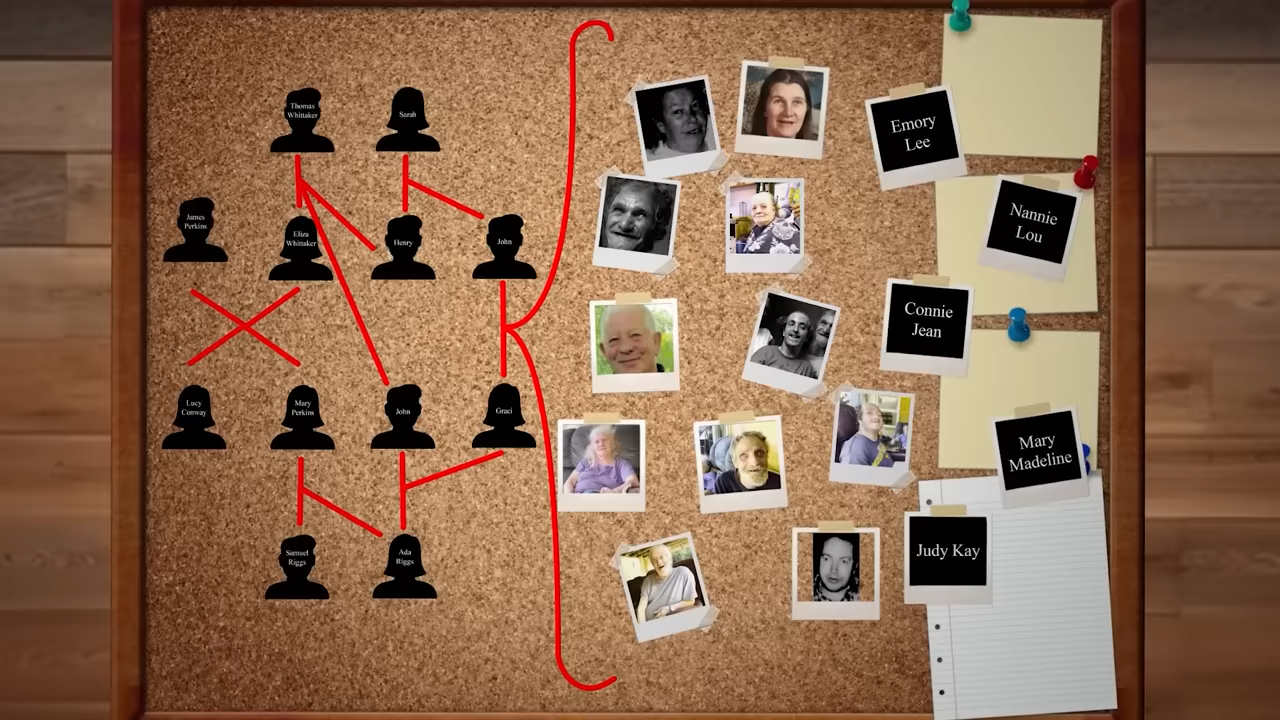 Thomas
Whittaker
Sarah
James
Perkins
Eliza
Whittaker
Henry
John
Lucy
Conway
Mary
Perkins
John
Graci
Samuel
Riggs
Ada
Riggs
Emory
Lee
Nannie
Lou
Connie
Jean
Mary
Madeline
Judy Kay